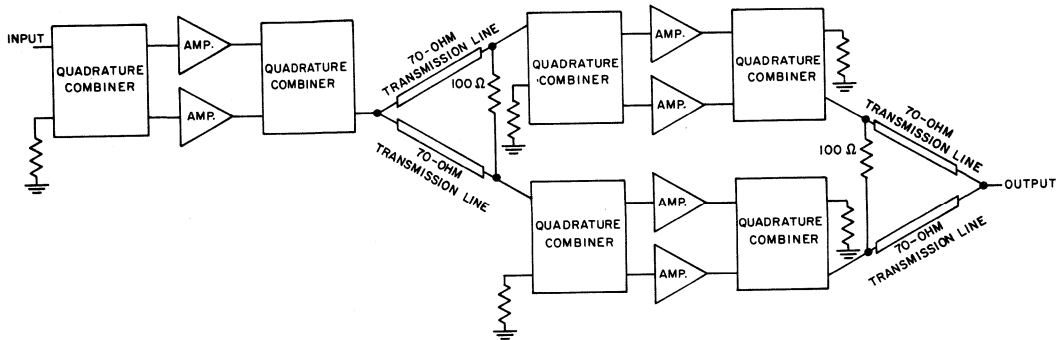 INPUT
QUADRATURE
COMBINER
AMP.
AMP.
QUADRATURE
COMBINER
70-OHM
TRANSMISSION LINE
100 Ω
70-OHM
TRANSMISSION LINE
QUADRATURE
COMBINER
AMP.
AMP.
QUADRATURE
COMBINER
QUADRATURE
COMBINER
AMP.
AMP.
QUADRATURE
COMBINER
70-OHM
TRANSMISSION LINE
100 Ω
70-OHM
TRANSMISSION LINE
OUTPUT